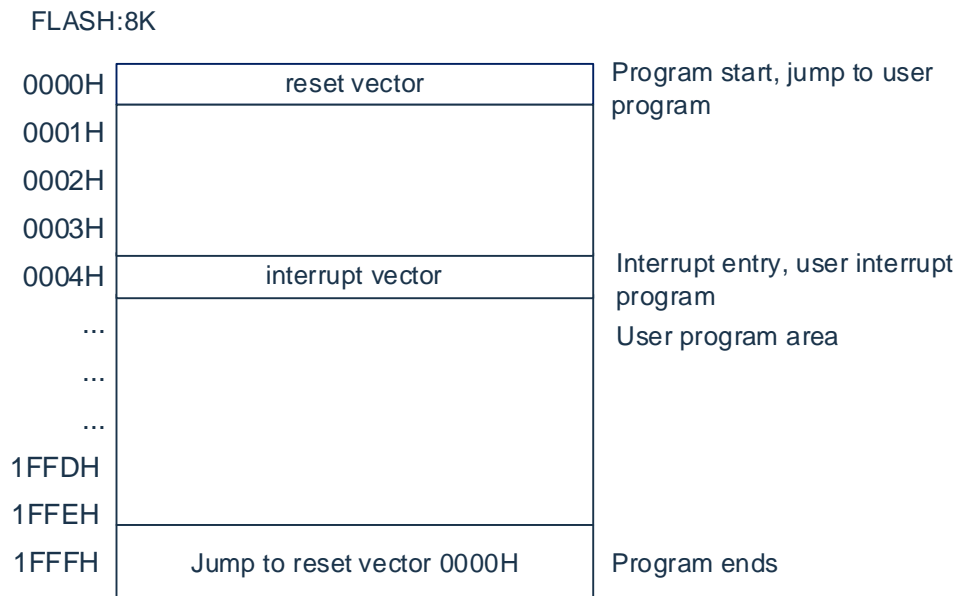 FLASH:8K
0000H reset vector Program start, jump to user
program
0001H
0002H
0003H
0004H interrupt vector Interrupt entry, user interrupt
program
... User program area
...
...
1FFDH
1FFEH
1FFFH Jump to reset vector 0000H Program ends